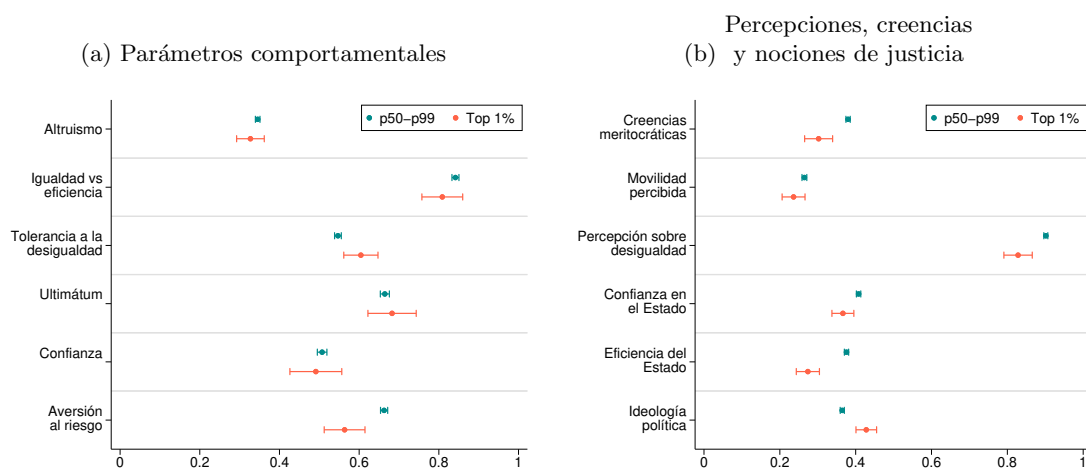 (a) Parámetros comportamentales
p50−p99
Top 1%
Altruismo
Igualdad vs
eficiencia
Tolerancia a la
desigualdad
Ultimátum
Confianza
Aversión
al riesgo
0 0.2 0.4 0.6 0.8 1
Percepciones, creencias
(b) y nociones de justicia
p50−p99
Top 1%
Creencias
meritocráticas
Movilidad
percibida
Percepción sobre
desigualdad
Confianza en
el Estado
Eficiencia del
Estado
Ideología
política
0 0.2 0.4 0.6 0.8 1